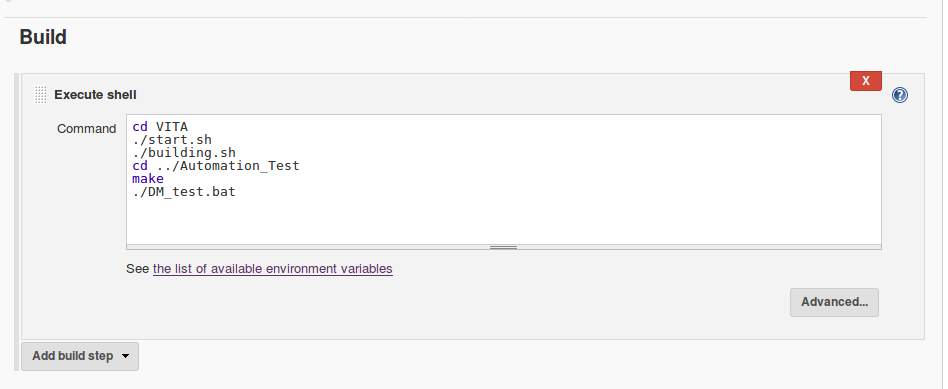 Build
X
Execute shell
?
Command
cd VITA
./start.sh
./building.sh
cd ../Automation_Test
make
./DM_test.bat
See the list of available environment variables
Advanced...
Add build step